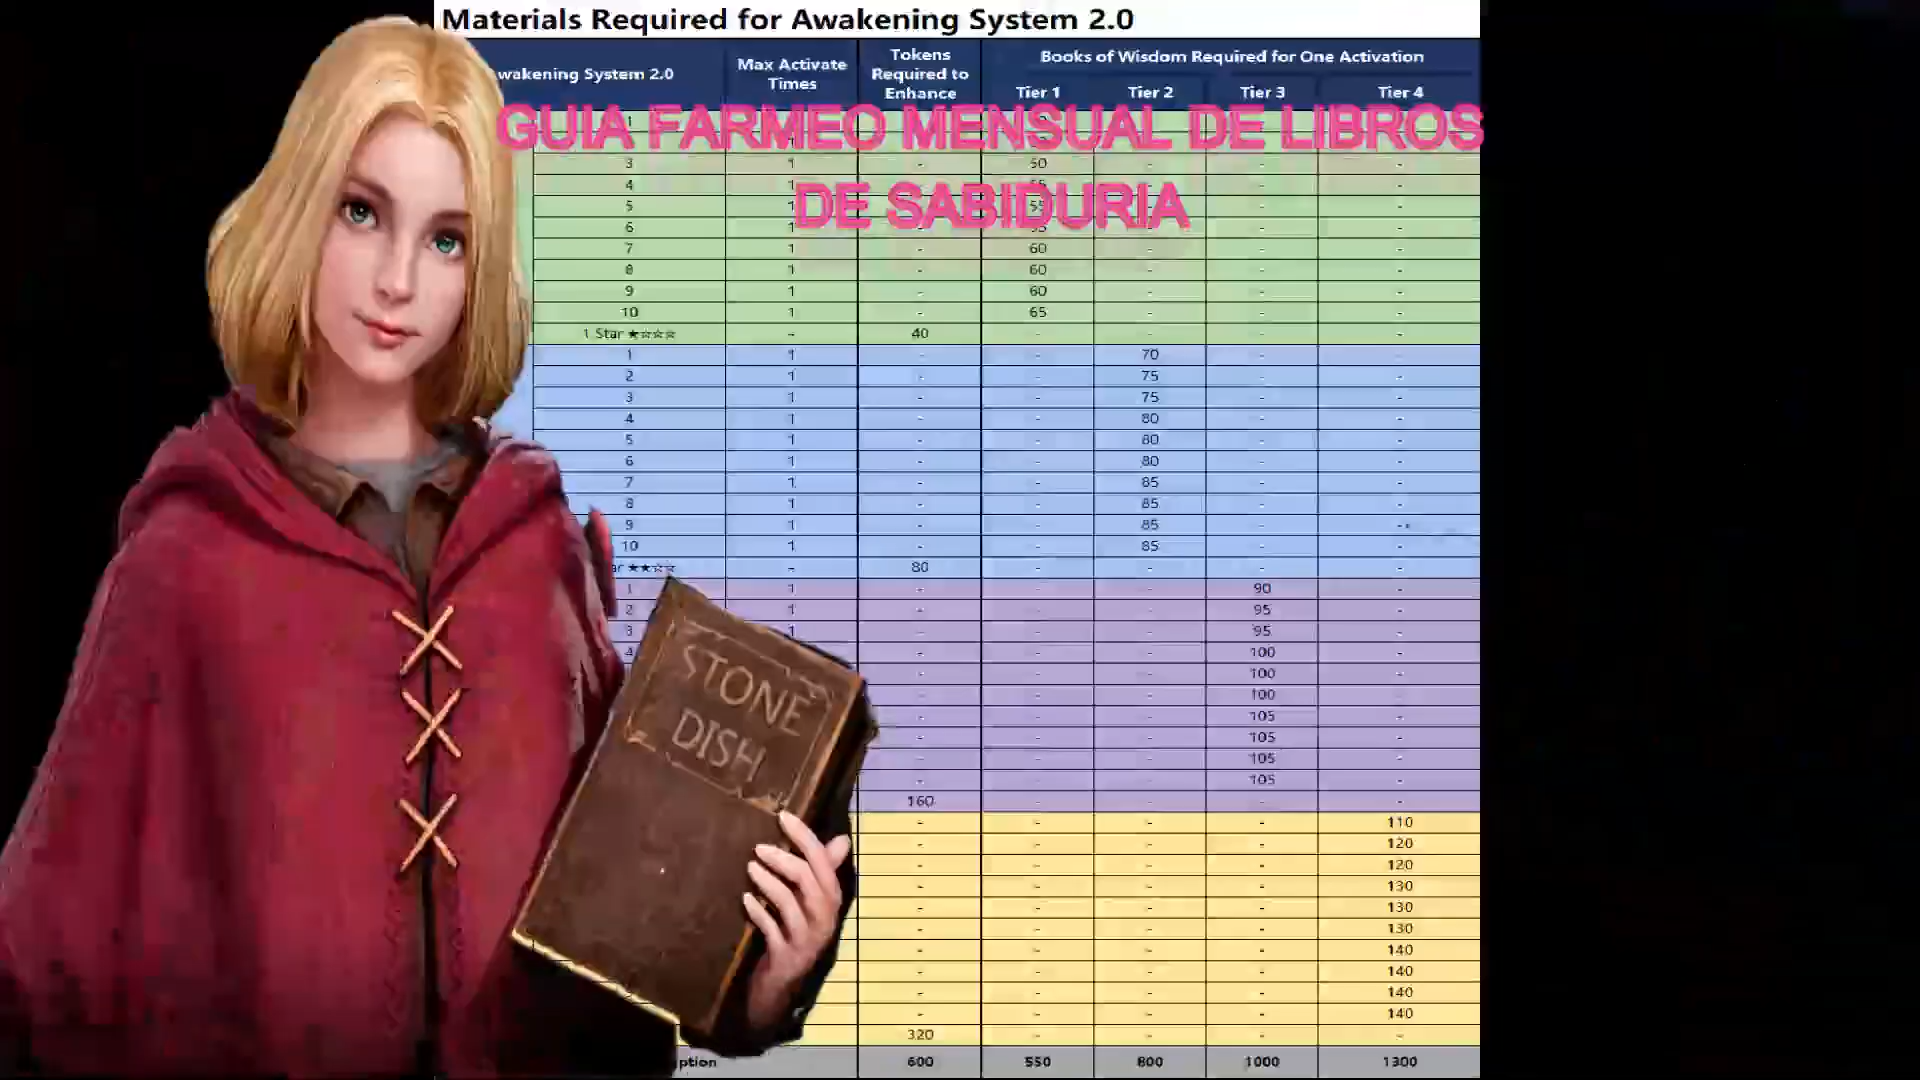 Materials Required for Awakening System 2.0
wakening System 2.0 Max Activate Times Tokens Required to Enhance Books of Wisdom Required for One Activation
Tier 1 Tier 2 Tier 3 Tier 4
GUIA FARMEO MENSUAL DE LIBROS
DE SABIDURIA
1
3 1 - 50 - - -
4 1 - - -
5 1 55 - - -
6 1 - - - -
7 1 - 60 - - -
8 1 - 60 - - -
9 1 - 60 - - -
10 1 - 65 - - -
1 Star ★☆☆☆ - 40 - - - -
1 1 - - 70 - -
2 1 - - 75 - -
3 1 - - 75 - -
4 1 - - 80 - -
5 1 - - 80 - -
6 1 - - 80 - -
7 1 - - 85 - -
8 1 - - 85 - -
9 1 - - 85 - -
10 1 - - 85 - -
ar ★★☆☆ - 80 - - - -
1 1 - - - 90 -
2 1 - - - 95 -
3 1 - - - 95 -
4 - - - 100 -
- - - 100 -
- - - 100 -
- - - 105 -
- - - 105 -
- - - 105 -
- - - 105 -
160 - - - -
- - - - 110
- - - - 120
- - - - 120
- - - - 130
- - - - 130
- - - - 130
- - - - 140
- - - - 140
- - - - 140
- - - - 140
320 - - - -
ption 600 550 800 1000 1300
STONE
DISH